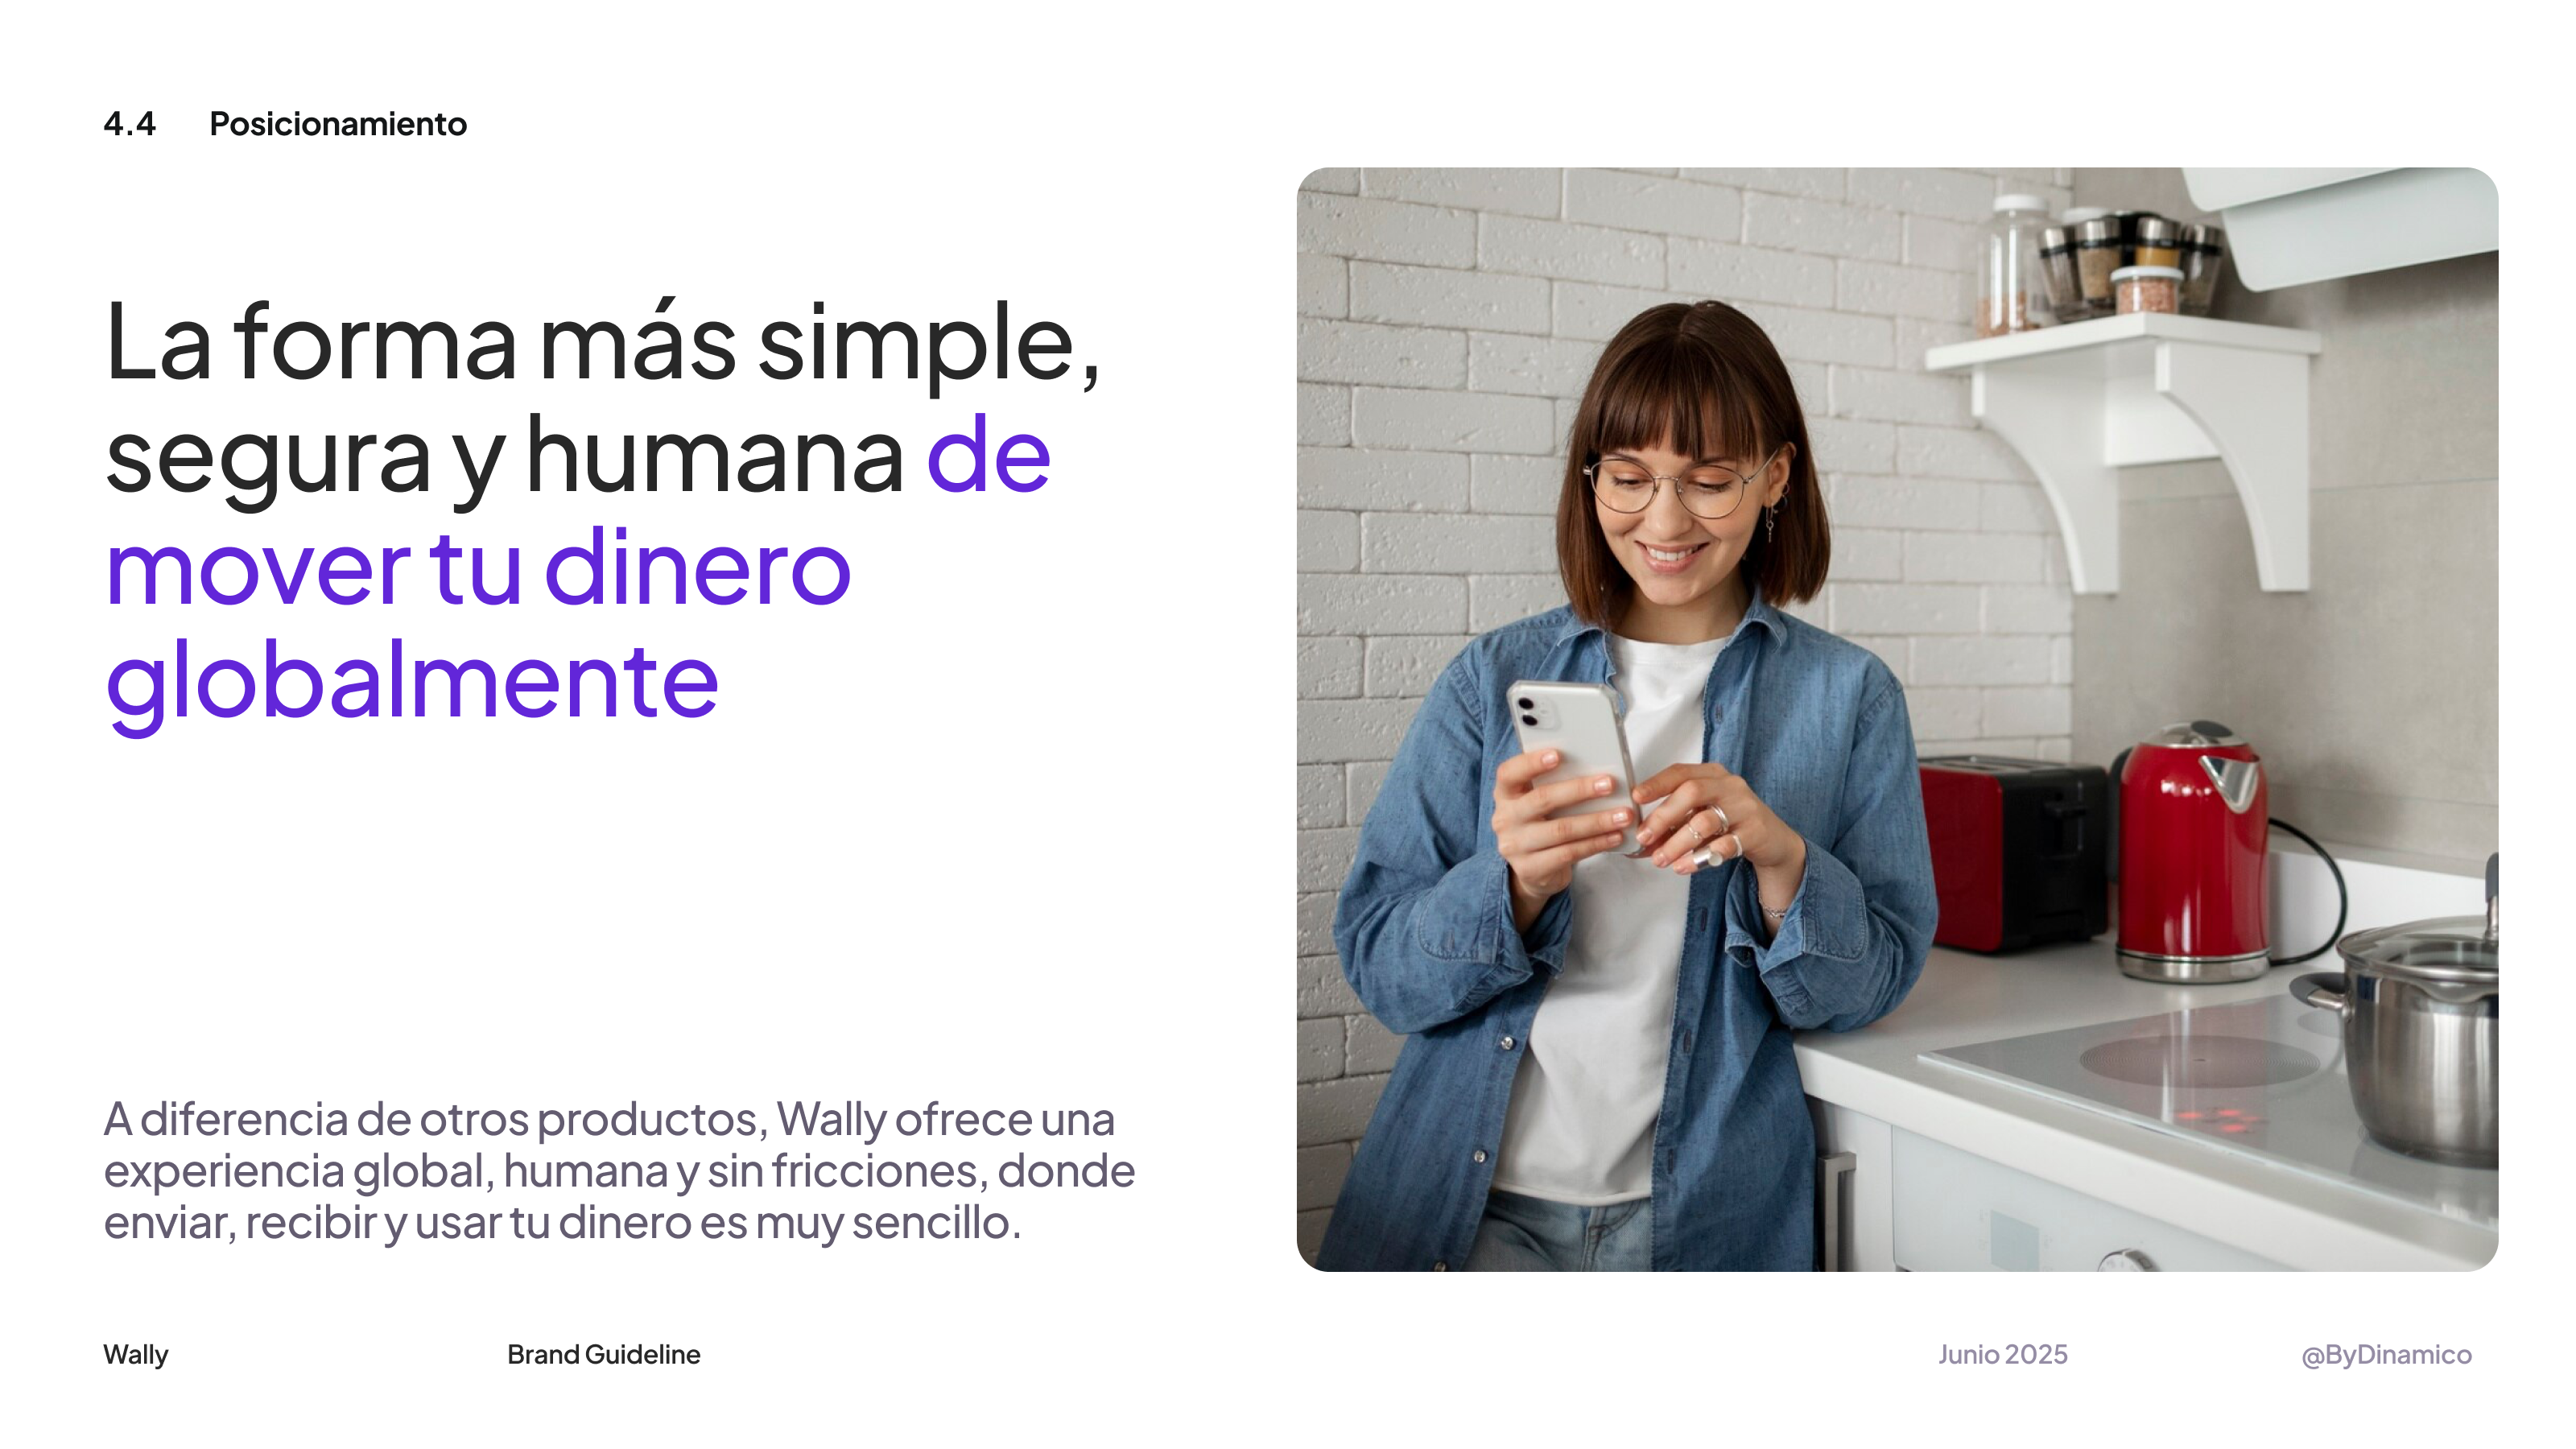 4.4 Posicionamiento
La forma más simple,
segura y humana de
mover tu dinero
globalmente
A diferencia de otros productos, Wally ofrece una
experiencia global, humana y sin fricciones, donde
enviar, recibir y usar tu dinero es muy sencillo.
Wally Brand Guideline Junio 2025 @ByDinamico